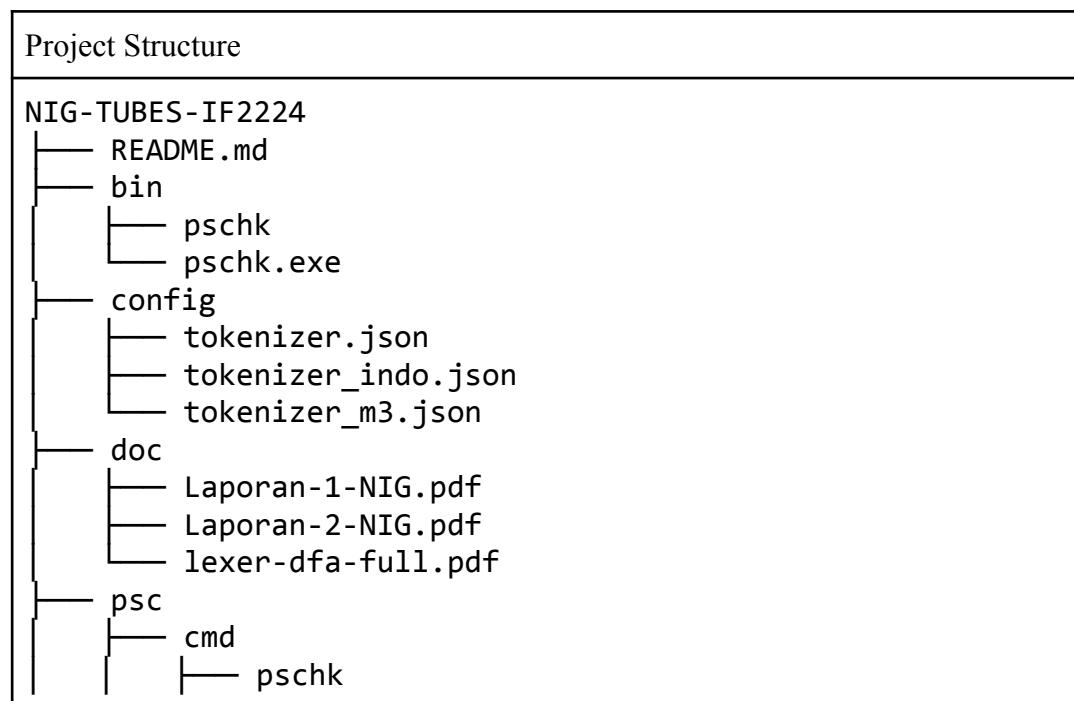 Project Structure
NIG-TUBES-IF2224
├── README.md
├── bin
│   ├── pschk
│   └── pschk.exe
├── config
│   ├── tokenizer.json
│   ├── tokenizer_indo.json
│   └── tokenizer_m3.json
├── doc
│   ├── Laporan-1-NIG.pdf
│   ├── Laporan-2-NIG.pdf
│   └── lexer-dfa-full.pdf
├── psc
│   ├── cmd
│   │   ├── pschk